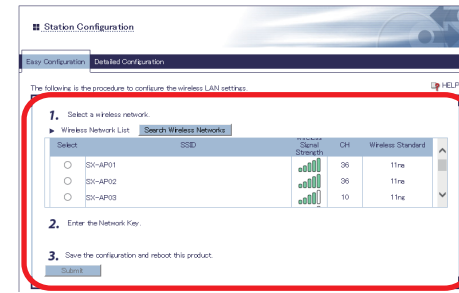 Station Configuration
Easy Configuration Detailed Configuration
The following is the procedure to configure the wireless LAN settings.
HELP
1. Select a wireless network.
Wireless Network List Search Wireless Networks
Select SSID Wireless Signal Strength CH Wireless Standard
SX-AP01 36 11na
SX-AP02 36 11na
SX-AP03 10 11ng
2. Enter the Network Key.
3. Save the configuration and reboot this product.
Submit